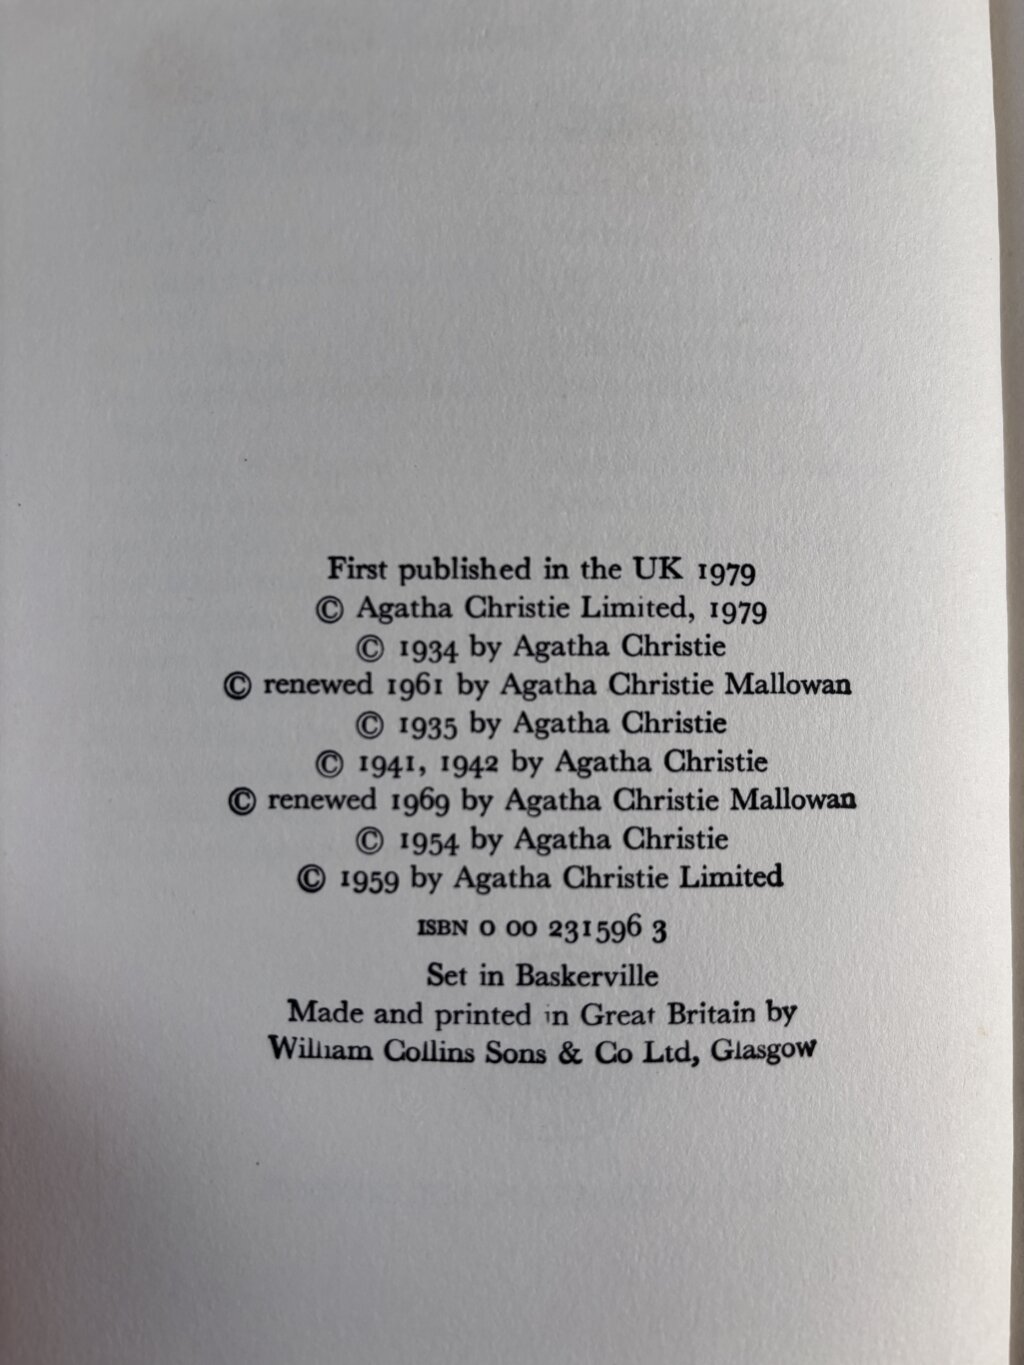 First published in the UK 1979
© Agatha Christie Limited, 1979
© 1934 by Agatha Christie
© renewed 1961 by Agatha Christie Mallowan
© 1935 by Agatha Christie
© 1941, 1942 by Agatha Christie
© renewed 1969 by Agatha Christie Mallowan
© 1954 by Agatha Christie
© 1959 by Agatha Christie Limited
ISBN 0 00 231596 3
Set in Baskerville
Made and printed in Great Britain by
William Collins Sons & Co Ltd, Glasgow